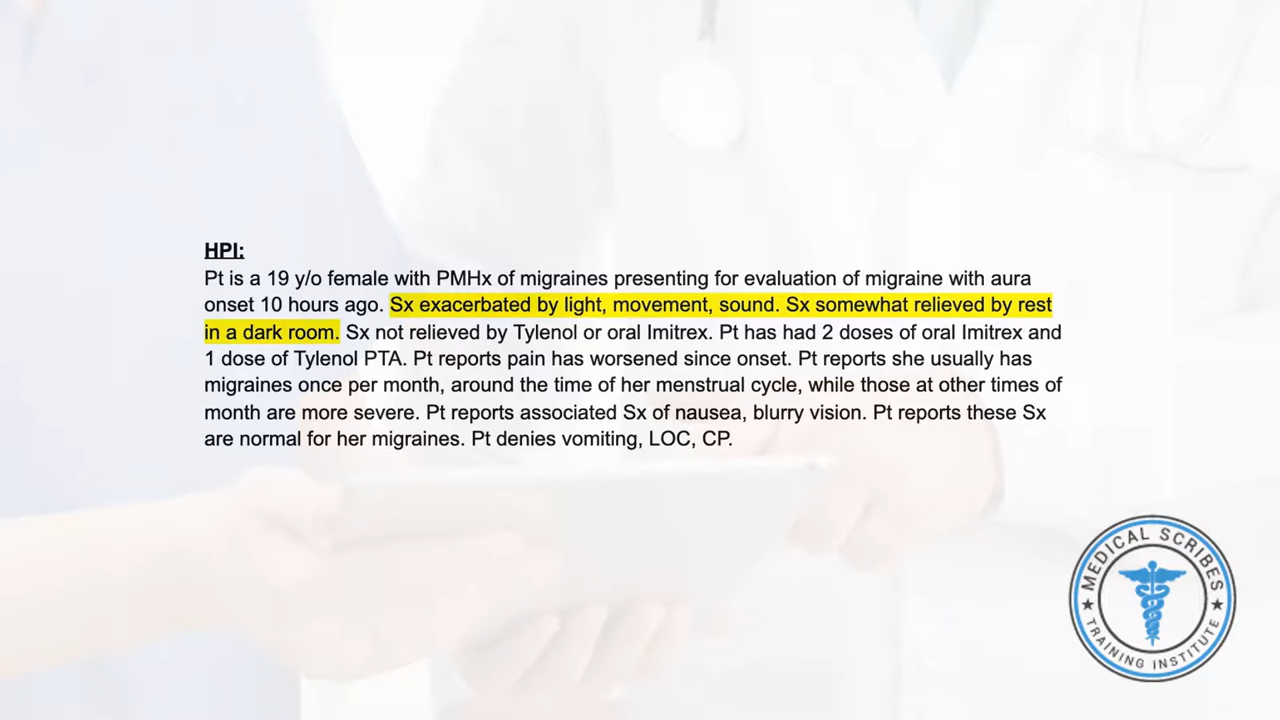 HPI:
Pt is a 19 y/o female with PMHx of migraines presenting for evaluation of migraine with aura
onset 10 hours ago. Sx exacerbated by light, movement, sound. Sx somewhat relieved by rest
in a dark room. Sx not relieved by Tylenol or oral Imitrex. Pt has had 2 doses of oral Imitrex and
1 dose of Tylenol PTA. Pt reports pain has worsened since onset. Pt reports she usually has
migraines once per month, around the time of her menstrual cycle, while those at other times of
month are more severe. Pt reports associated Sx of nausea, blurry vision. Pt reports these Sx
are normal for her migraines. Pt denies vomiting, LOC, CP.
MEDICAL SCRIBES
TRAINING INSTITUTE